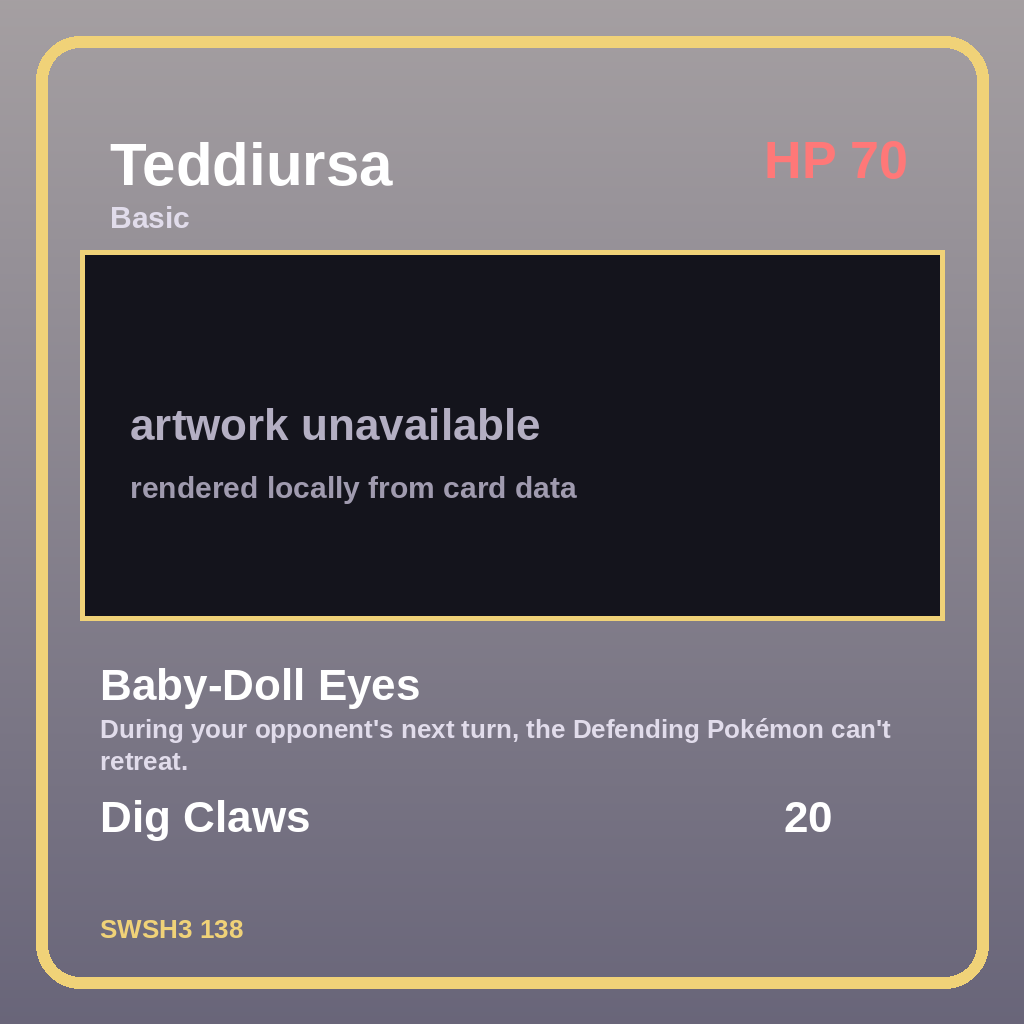 Teddiursa
HP 70
Basic
artwork unavailable
rendered locally from card data
Baby-Doll Eyes
During your opponent's next turn, the Defending Pokémon can't
retreat.
Dig Claws 20
SWSH3 138